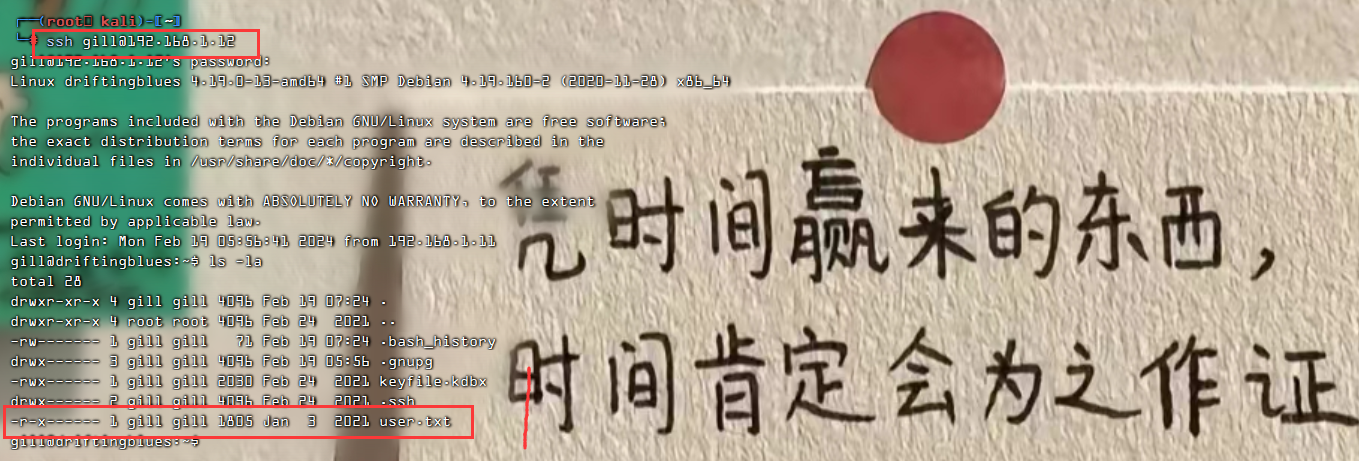 ┌──(root㉿ kali)-[~]
└─# ssh gill@192.168.1.12
gill@192.168.1.12's password:
Linux driftingblues 4.19.0-13-amd64 #1 SMP Debian 4.19.160-2 (2020-11-28) x86_64
The programs included with the Debian GNU/Linux system are free software;
the exact distribution terms for each program are described in the
individual files in /usr/share/doc/*/copyright.
Debian GNU/Linux comes with ABSOLUTELY NO WARRANTY, to the extent
permitted by applicable law.
Last login: Mon Feb 19 05:56:41 2024 from 192.168.1.11
gill@driftingblues:~$ ls -la
total 28
drwxr-xr-x 4 gill gill 4096 Feb 19 07:24 .
drwxr-xr-x 4 root root 4096 Feb 24  2021 ..
-rw------- 1 gill gill   71 Feb 19 07:24 .bash_history
drwx------ 3 gill gill 4096 Feb 19 05:56 .gnupg
-rwx------ 1 gill gill 2030 Feb 24  2021 keyfile.kdbx
drwx------ 2 gill gill 4096 Feb 24  2021 .ssh
-r-x------ 1 gill gill 1805 Jan  3  2021 user.txt
gill@driftingblues:~$
凭时间赢来的东西，
时间肯定会为之作证